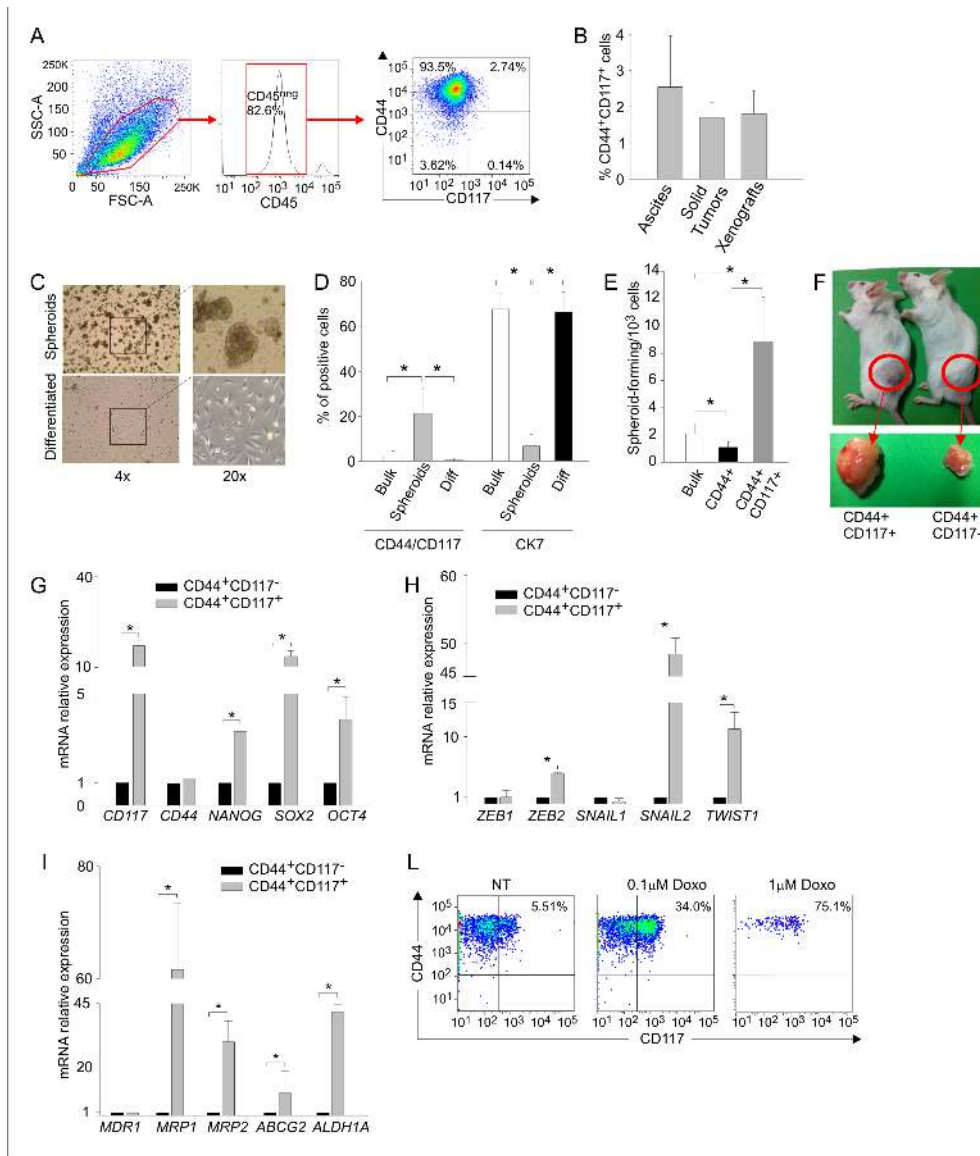 A
250K
200
150
100
50
SSC-A
0 50 150 250K
FSC-A
CD45neg
82.6%
10¹ 10² 10³ 10⁴ 10⁵
CD45
CD44
10⁵
10⁴
10³
10²
10¹
93.5% 2.74%
3.62% 0.14%
10¹ 10² 10³ 10⁴ 10⁵
CD117
B
% CD44⁺CD117⁺ cells
6
4
2
0
Ascites
Solid
Tumors
Xenografts
C
Spheroids
Differentiated
4x 20x
D
% of positive cells
80
60
40
20
0
* * * *
Bulk
Spheroids
Diff
Bulk
Spheroids
Diff
CD44/CD117 CK7
E
Spheroid-forming/10³ cells
14
12
10
8
6
4
2
0
* * *
Bulk
CD44+
CD44+
CD117+
F
CD44+ CD44+
CD117+ CD117-
G
CD44⁺CD117⁻
CD44⁺CD117⁺
mRNA relative expression
40
10
5
1
0
* * * *
CD117 CD44 NANOG SOX2 OCT4
H
CD44⁺CD117⁻
CD44⁺CD117⁺
mRNA relative expression
60
50
45
15
10
1
* * *
ZEB1 ZEB2 SNAIL1 SNAIL2 TWIST1
I
CD44⁺CD117⁻
CD44⁺CD117⁺
mRNA relative expression
80
60
45
20
1
* * * *
MDR1 MRP1 MRP2 ABCG2 ALDH1A
L
NT 0.1µM Doxo 1µM Doxo
5.51% 34.0% 75.1%
CD44
10⁵
10⁴
10³
10²
10¹
10¹ 10² 10³ 10⁴ 10⁵ 10¹ 10² 10³ 10⁴ 10⁵ 10¹ 10² 10³ 10⁴ 10⁵
CD117